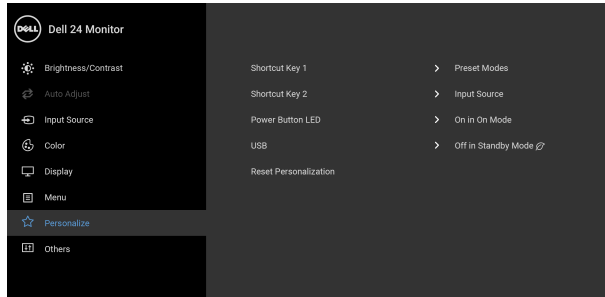 DELL Dell 24 Monitor
Brightness/Contrast
Auto Adjust
Input Source
Color
Display
Menu
Personalize
Others
Shortcut Key 1 > Preset Modes
Shortcut Key 2 > Input Source
Power Button LED > On in On Mode
USB > Off in Standby Mode
Reset Personalization